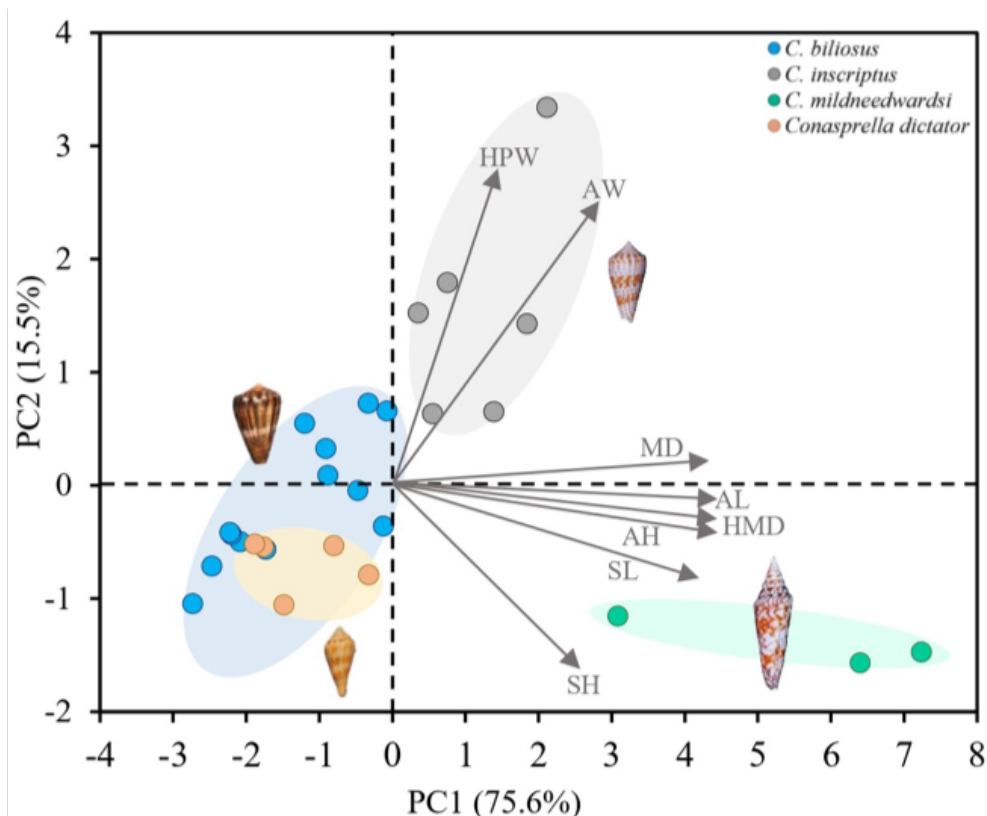 C. biliosus
C. inscriptus
C. mildneedwardsi
Conasprella dictator
4
3
2
1
0
-1
-2
PC2 (15.5%)
HPW
AW
MD
AL
HMD
AH
SL
SH
-4 -3 -2 -1 0 1 2 3 4 5 6 7 8
PC1 (75.6%)